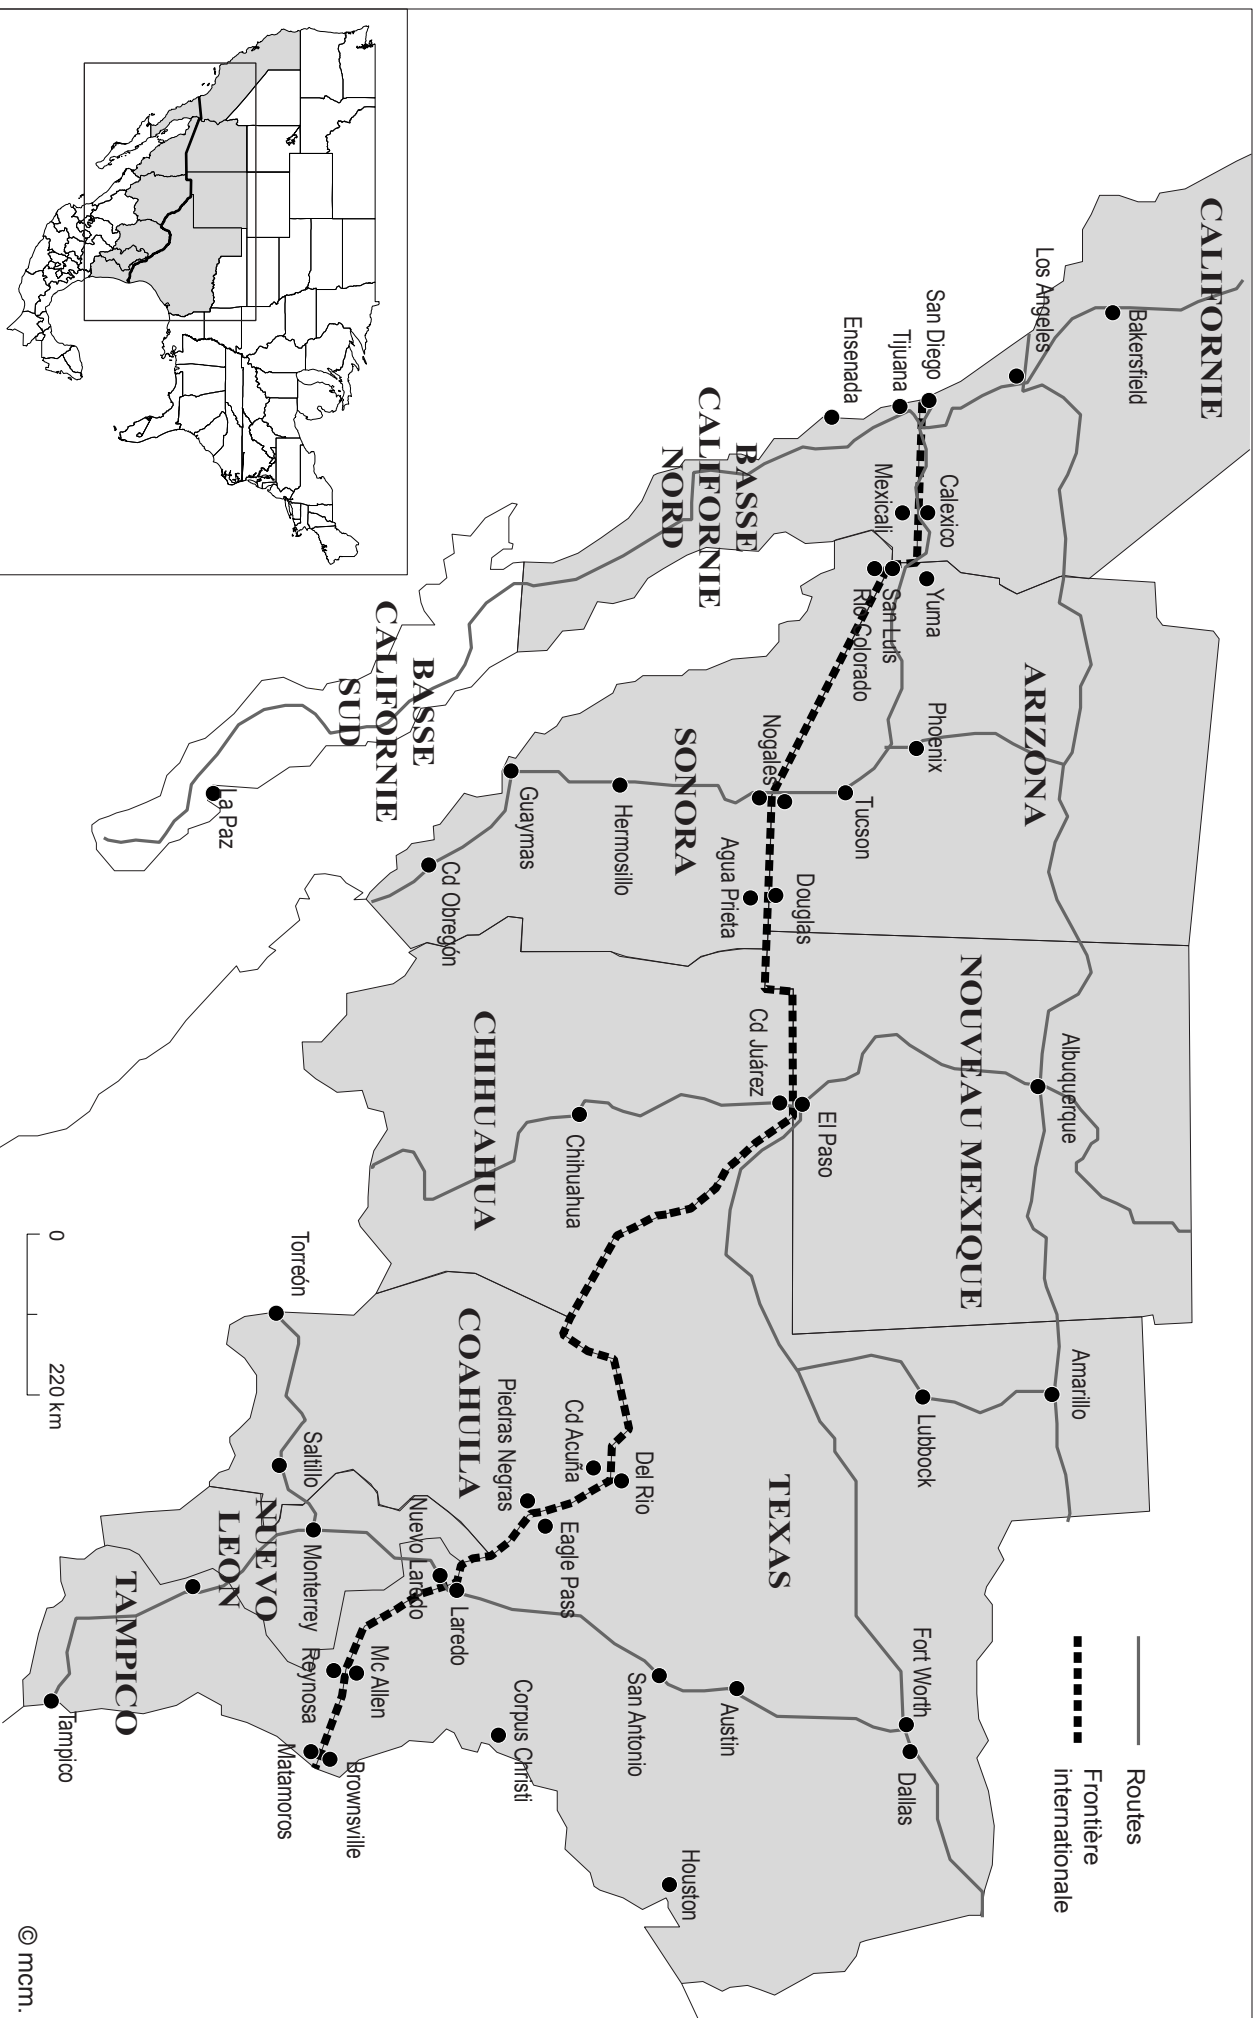 CALIFORNIE
Bakersfield
Los Angeles
San Diego
Tijuana
Ensenada
Calexico
Mexicali
BASSE
CALIFORNIE
NORD
Yuma
San Luis
Rio Colorado
ARIZONA
Phoenix
Tucson
Nogales
Douglas
Agua Prieta
SONORA
Hermosillo
Guaymas
Cd Obregón
BASSE
CALIFORNIE
SUD
La Paz
NOUVEAU MEXIQUE
Albuquerque
El Paso
Cd Juárez
CHIHUAHUA
Chihuahua
Amarillo
Lubbock
TEXAS
Fort Worth
Dallas
Austin
San Antonio
Houston
Corpus Christi
Del Rio
Cd Acuña
Eagle Pass
Piedras Negras
COAHUILA
Laredo
Nuevo Laredo
Mc Allen
Reynosa
Brownsville
Matamoros
Torreón
Saltillo
Monterrey
NUEVO
LEON
TAMPICO
Tampico
Routes
Frontière
internationale
0 220 km
© mcm.